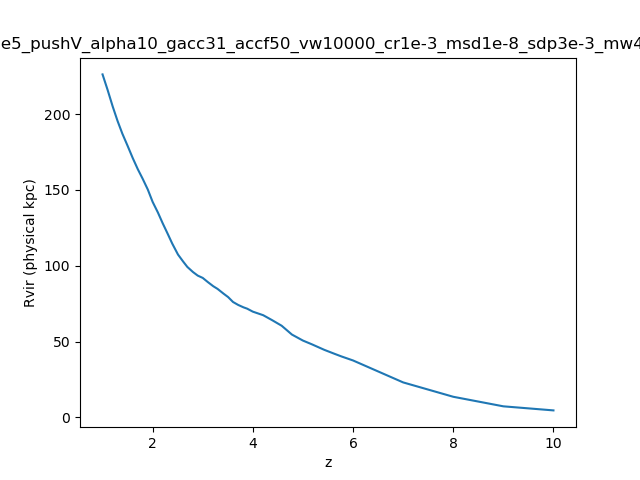 e5_pushV_alpha10_gacc31_accf50_vw10000_cr1e-3_msd1e-8_sdp3e-3_mw4
Rvir (physical kpc)
200
150
100
50
0
2 4 6 8 10
z